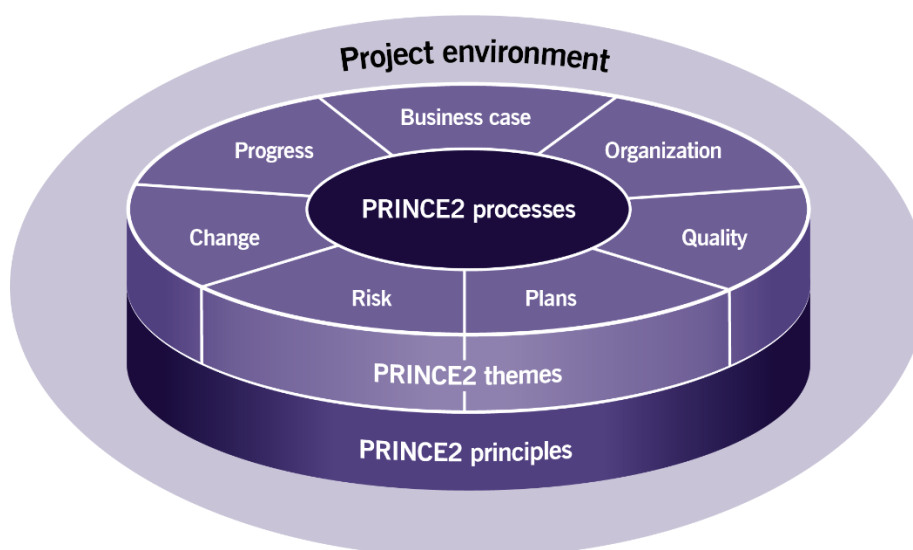 Project environment
Business case
Progress
Organization
PRINCE2 processes
Change
Quality
Risk
Plans
PRINCE2 themes
PRINCE2 principles